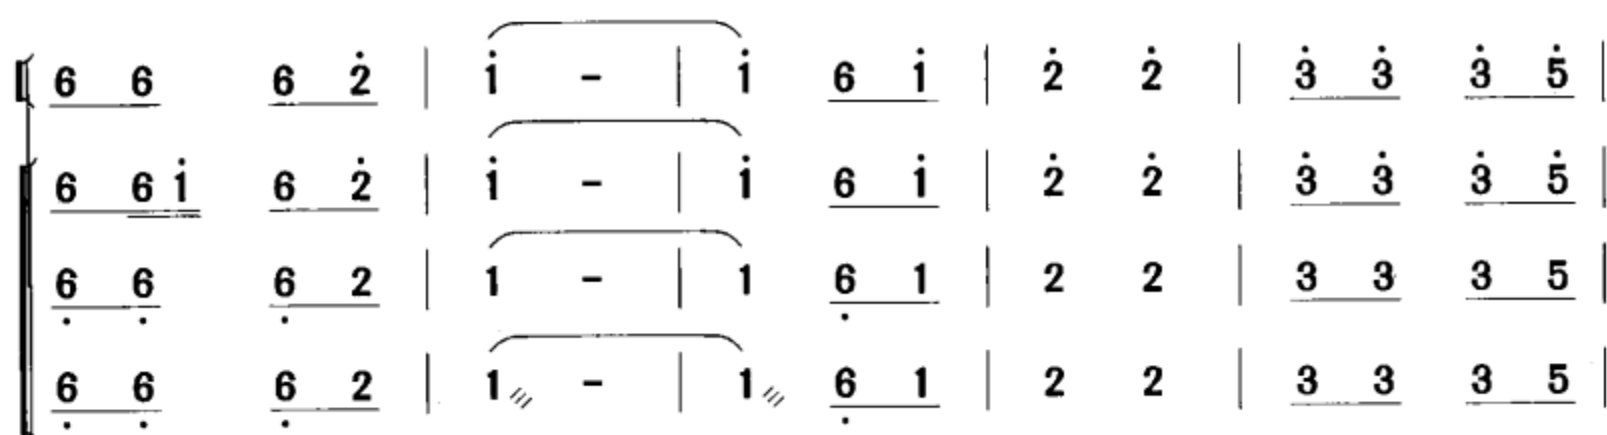 6 6 6 2̇ | 1̇ - | 1̇ 6 1̇ | 2̇ 2̇ | 3̇ 3̇ 3̇ 5̇ |
6 6 1̇ 6 2̇ | 1̇ - | 1̇ 6 1̇ | 2̇ 2̇ | 3̇ 3̇ 3̇ 5̇ |
6̣ 6̣ 6̣ 2 | 1 - | 1 6̣ 1 | 2 2 | 3 3 3 5 |
6̣ 6̣ 6̣ 2 | 1 - | 1 6̣ 1 | 2 2 | 3 3 3 5 |